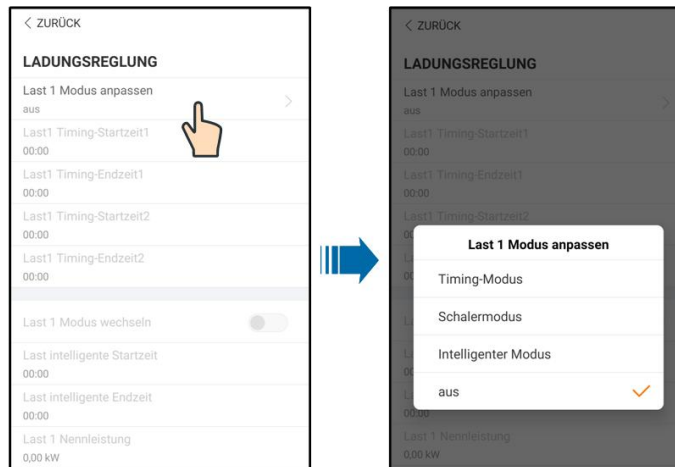 < ZURÜCK
LADUNGSREGLUNG
Last 1 Modus anpassen
aus
Last1 Timing-Startzeit1
00:00
Last1 Timing-Endzeit1
00:00
Last1 Timing-Startzeit2
00:00
Last1 Timing-Endzeit2
00:00
Last 1 Modus wechseln
Last intelligente Startzeit
00:00
Last intelligente Endzeit
00:00
Last 1 Nennleistung
0,00 kW
< ZURÜCK
LADUNGSREGLUNG
Last 1 Modus anpassen
aus
Last1 Timing-Startzeit1
00:00
Last1 Timing-Endzeit1
00:00
Last1 Timing-Startzeit2
Last 1 Modus anpassen
Timing-Modus
Schalermodus
Intelligenter Modus
aus
00:00
Last 1 Nennleistung
0,00 kW